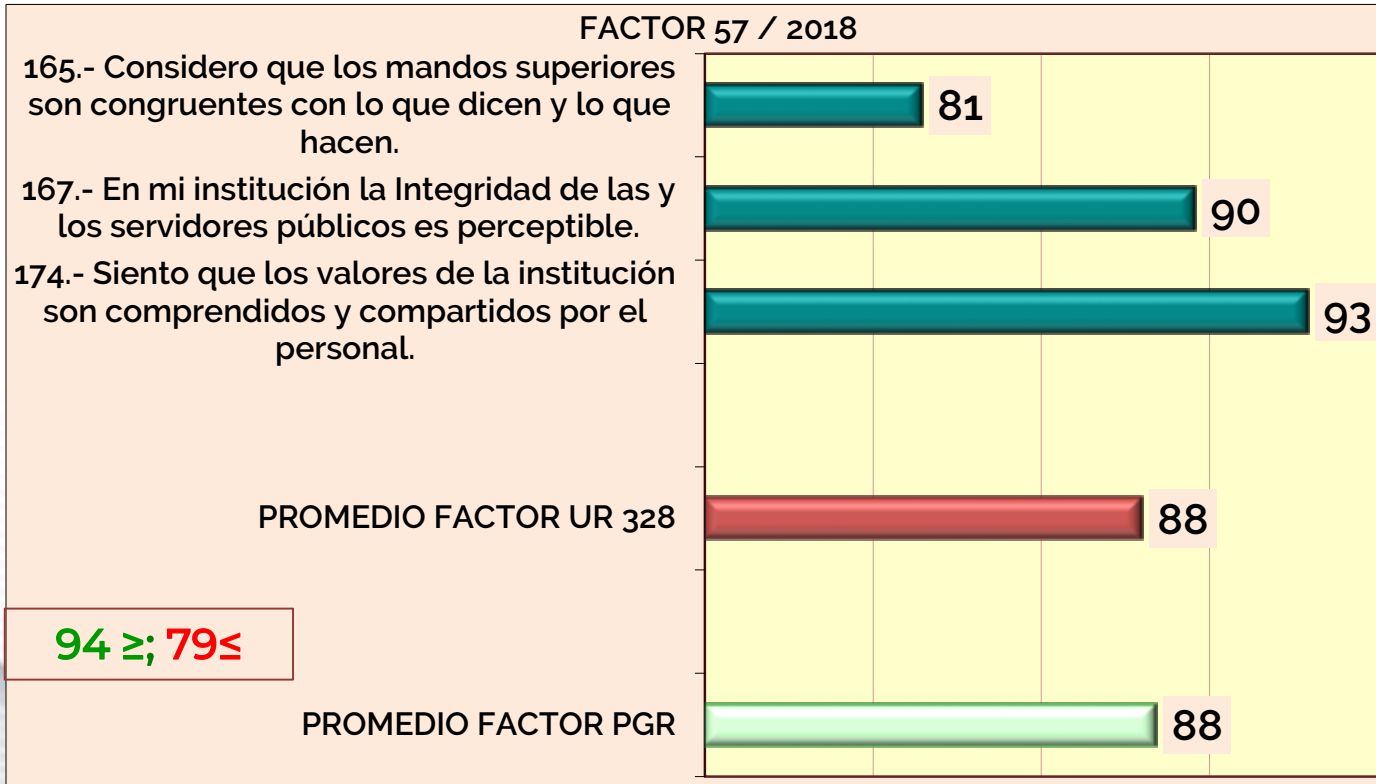 FACTOR 57 / 2018
165.- Considero que los mandos superiores
son congruentes con lo que dicen y lo que
hacen.
81
167.- En mi institución la Integridad de las y
los servidores públicos es perceptible.
90
174.- Siento que los valores de la institución
son comprendidos y compartidos por el
personal.
93
PROMEDIO FACTOR UR 328
88
94 ≥; 79≤
PROMEDIO FACTOR PGR
88